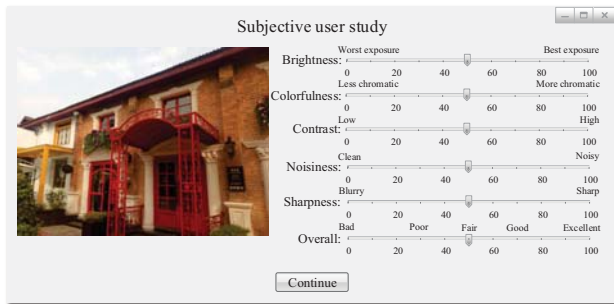 Subjective user study
Brightness:
Worst exposure Best exposure
0 20 40 60 80 100
Colorfulness:
Less chromatic More chromatic
0 20 40 60 80 100
Contrast:
Low High
0 20 40 60 80 100
Noisiness:
Clean Noisy
0 20 40 60 80 100
Sharpness:
Blurry Sharp
0 20 40 60 80 100
Overall:
Bad Poor Fair Good Excellent
0 20 40 60 80 100
Continue